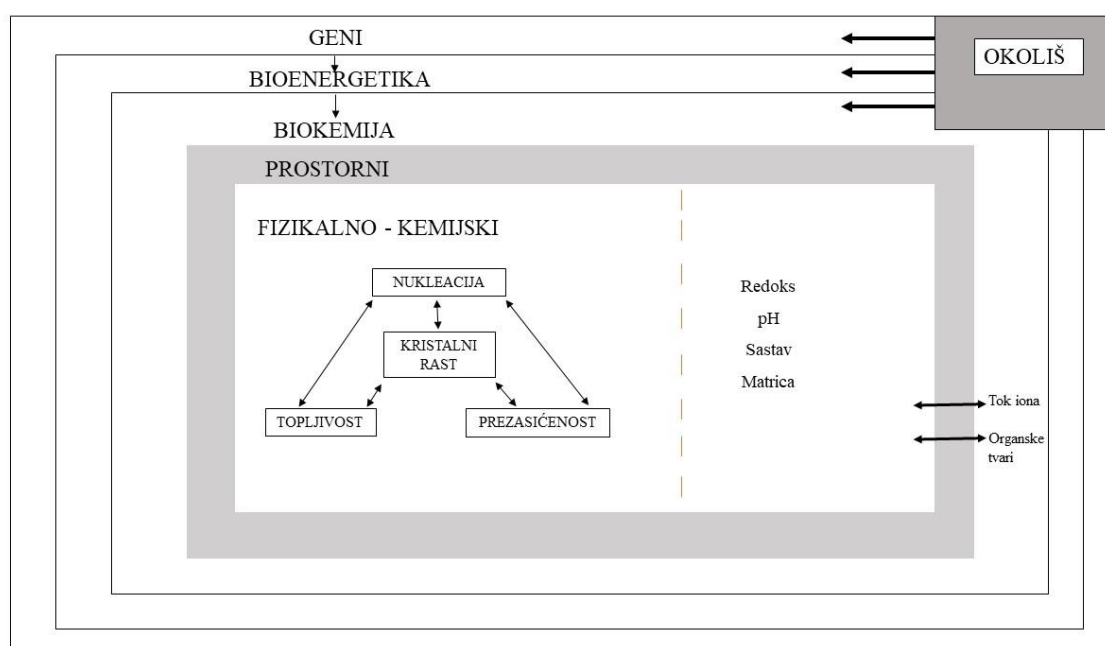 GENI
OKOLIŠ
BIOENERGETIKA
BIOKEMIJA
PROSTORNI
FIZIKALNO - KEMIJSKI
NUKLEACIJA
KRISTALNI
RAST
TOPLJIVOST
PREZASIĆENOST
Redoks
pH
Sastav
Matrica
Tok iona
Organske
tvari